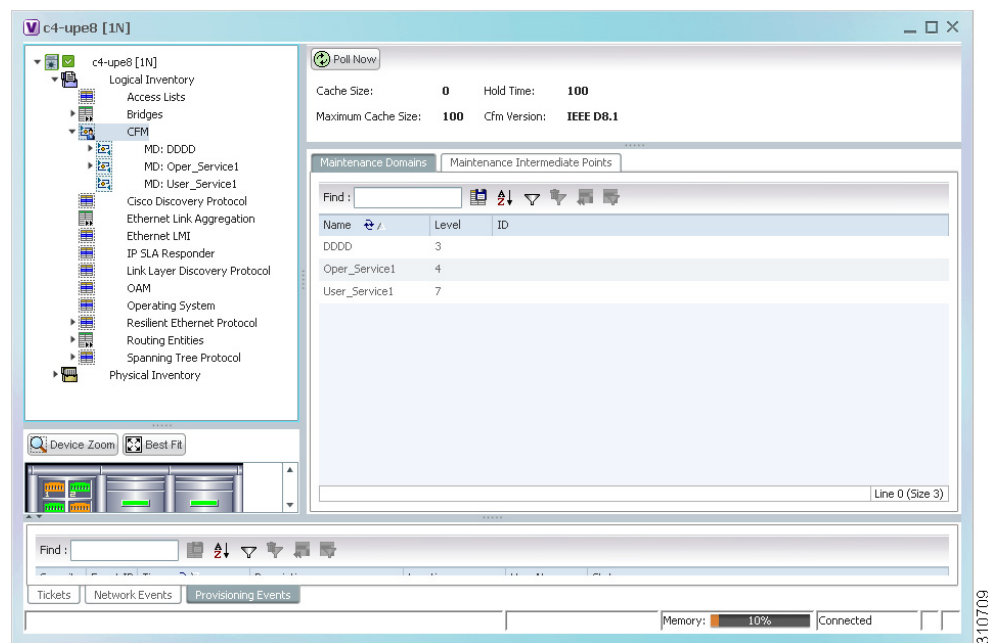 c4-upe8 [1N]
c4-upe8 [1N]
Logical Inventory
Access Lists
Bridges
CFM
MD: DDDD
MD: Oper_Service1
MD: User_Service1
Cisco Discovery Protocol
Ethernet Link Aggregation
Ethernet LMI
IP SLA Responder
Link Layer Discovery Protocol
OAM
Operating System
Resilient Ethernet Protocol
Routing Entities
Spanning Tree Protocol
Physical Inventory
Device Zoom Best Fit
1 2
Poll Now
Cache Size: 0 Hold Time: 100
Maximum Cache Size: 100 Cfm Version: IEEE D8.1
Maintenance Domains Maintenance Intermediate Points
Find :
Name Level ID
DDDD 3
Oper_Service1 4
User_Service1 7
Line 0 (Size 3)
Find :
Tickets Network Events Provisioning Events
Memory: 10% Connected
310709